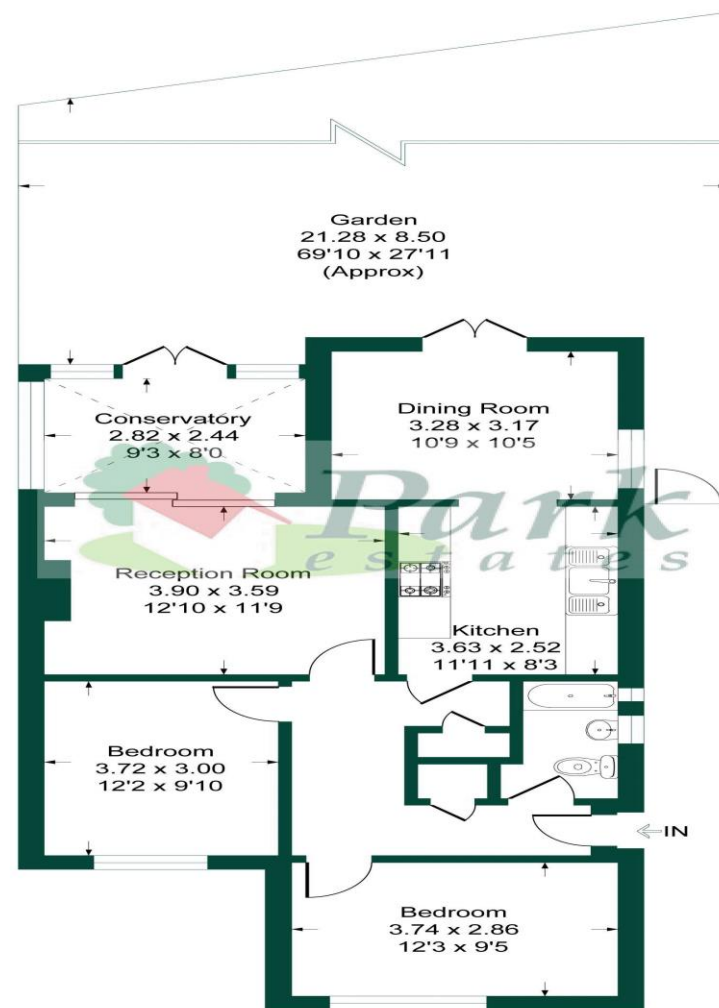 Garden
21.28 x 8.50
69'10 x 27'11
(Approx)
Conservatory
2.82 x 2.44
9'3 x 8'0
Dining Room
3.28 x 3.17
10'9 x 10'5
Park
estates
Reception Room
3.90 x 3.59
12'10 x 11'9
Kitchen
3.63 x 2.52
11'11 x 8'3
Bedroom
3.72 x 3.00
12'2 x 9'10
IN
Bedroom
3.74 x 2.86
12'3 x 9'5